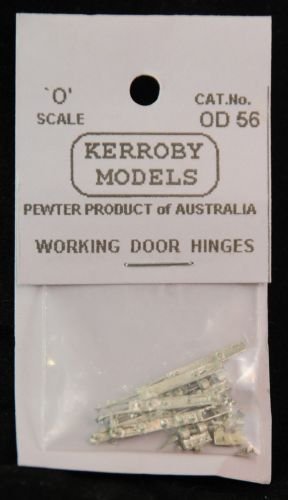 'O'
SCALE
CAT.No.
OD 56
KERROBY
MODELS
PEWTER PRODUCT of AUSTRALIA
WORKING DOOR HINGES